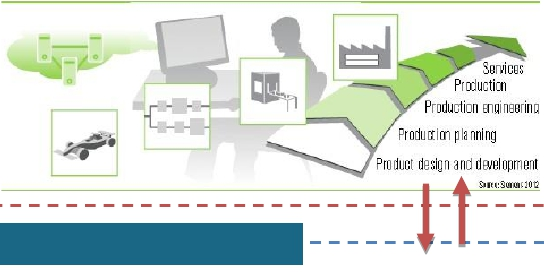 Services
Production
Production engineering
Production planning
Product design and development
Source: Siemens 2012